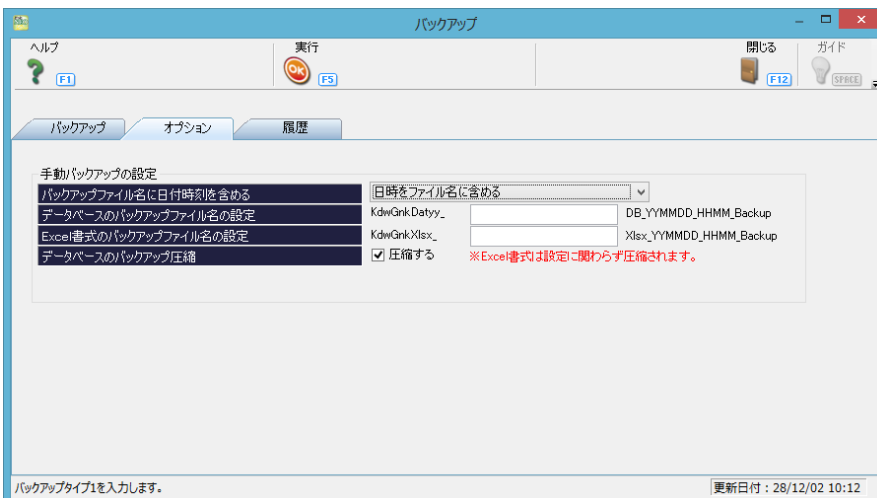 バックアップ
ヘルプ
F1
実行
OK
F5
閉じる
F12
ガイド
SPACE
バックアップ
オプション
履歴
手動バックアップの設定
バックアップファイル名に日付時刻を含める
日時をファイル名に含める
データベースのバックアップファイル名の設定
KdwGnkDatyy_
DB_YYMMDD_HHMM_Backup
Excel書式のバックアップファイル名の設定
KdwGnkXlsx_
Xlsx_YYMMDD_HHMM_Backup
データベースのバックアップ圧縮
圧縮する
※Excel書式は設定に関わらず圧縮されます。
バックアップタイプ1を入力します。
更新日付：28/12/02 10:12